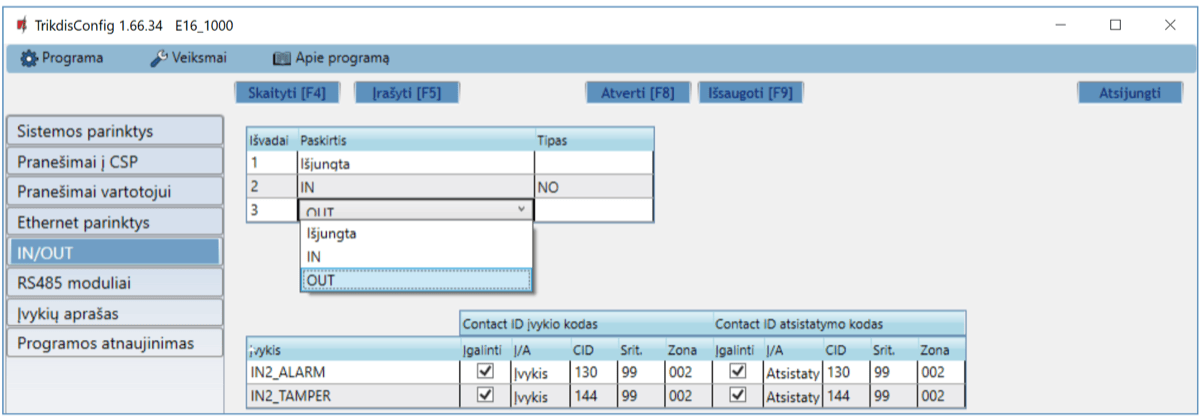 TrikdisConfig 1.66.34 E16_1000
Programa Veiksmai Apie programą
Skaityti [F4] Įrašyti [F5] Atverti [F8] Išsaugoti [F9] Atsijungti
Sistemos parinktys
Pranešimai į CSP
Pranešimai vartotojui
Ethernet parinktys
IN/OUT
RS485 moduliai
Įvykių aprašas
Programos atnaujinimas
Išvadai Paskirtis Tipas
1 Išjungta
2 IN NO
3 OUT
Išjungta
IN
OUT
Contact ID įvykio kodas Contact ID atsistatymo kodas
Įvykis Įgalinti Į/A CID Srit. Zona Įgalinti Į/A CID Srit. Zona
IN2_ALARM Įvykis 130 99 002 Atsistaty 130 99 002
IN2_TAMPER Įvykis 144 99 002 Atsistaty 144 99 002